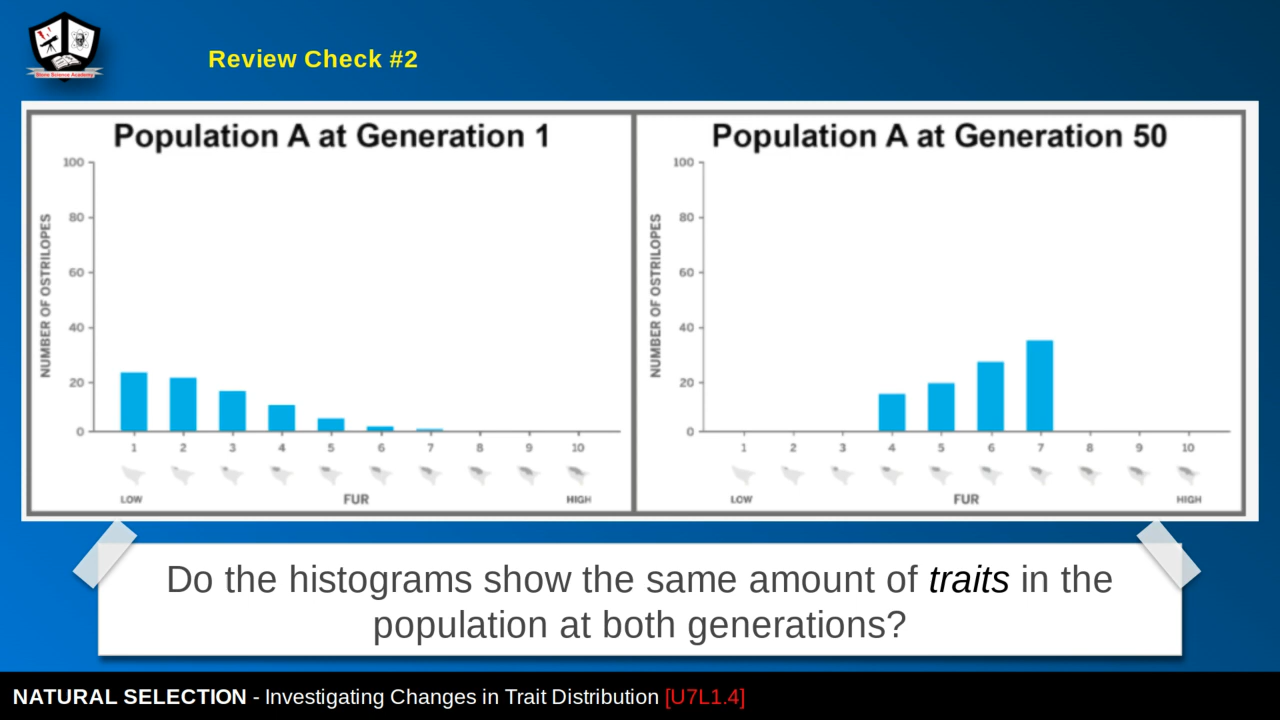 Review Check #2
Population A at Generation 1
100
80
60
40
20
0
NUMBER OF OSTRILOPES
1 2 3 4 5 6 7 8 9 10
LOW FUR HIGH
Population A at Generation 50
100
80
60
40
20
0
NUMBER OF OSTRILOPES
1 2 3 4 5 6 7 8 9 10
LOW FUR HIGH
Do the histograms show the same amount of traits in the
population at both generations?
NATURAL SELECTION - Investigating Changes in Trait Distribution [U7L1.4]